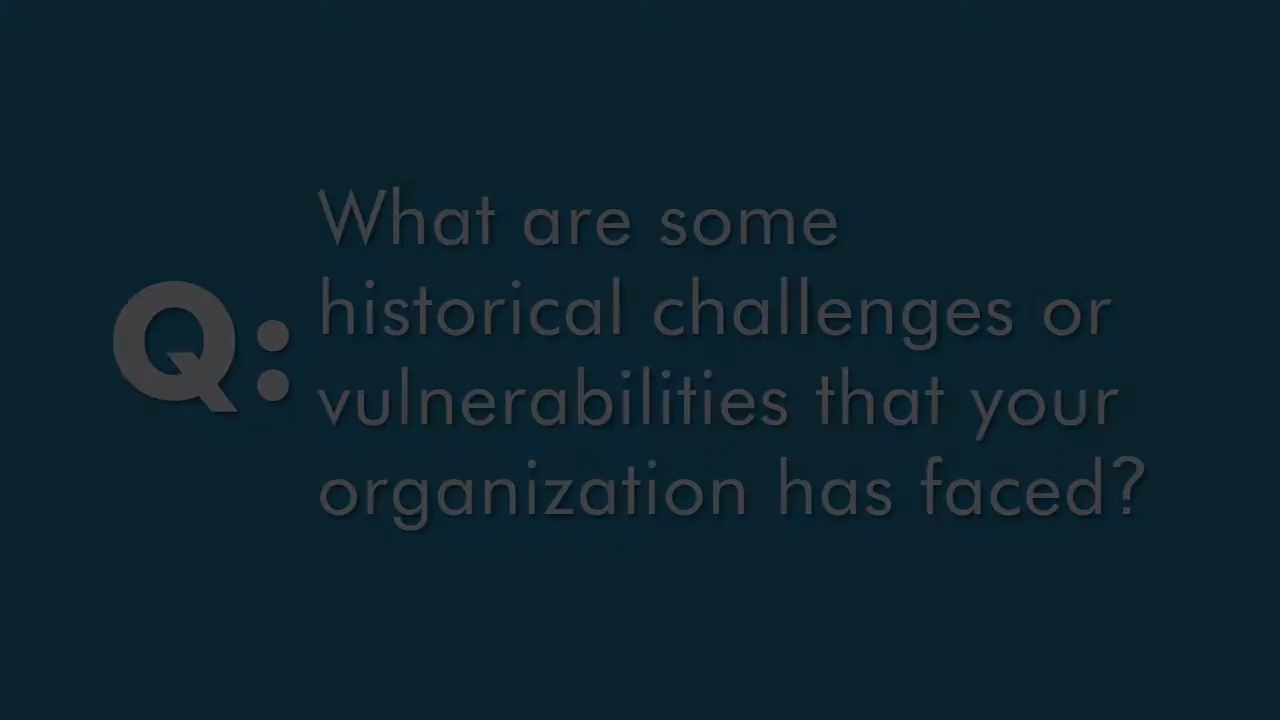 Q:
What are some
historical challenges or
vulnerabilities that your
organization has faced?